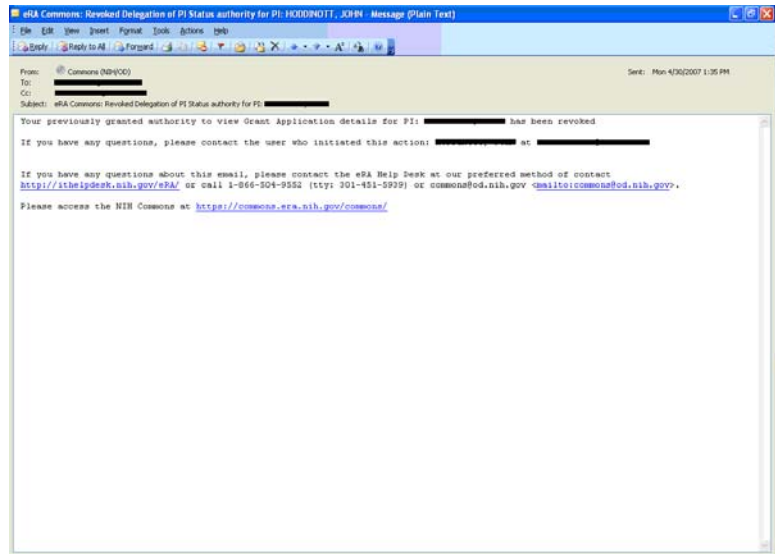 eRA Commons: Revoked Delegation of PI Status authority for PI: HODDINOTT, JOHN - Message (Plain Text)
File Edit View Insert Format Tools Actions Help
Reply Reply to All Forward
From: Commons (NIH/OD) Sent: Mon 4/30/2007 1:35 PM
To:
Cc:
Subject: eRA Commons: Revoked Delegation of PI Status authority for PI:
Your previously granted authority to view Grant Application details for PI: has been revoked
If you have any questions, please contact the user who initiated this action: at
If you have any questions about this email, please contact the eRA Help Desk at our preferred method of contact
http://ithelpdesk.nih.gov/eRA/ or call 1-866-504-9552 (tty: 301-451-5939) or commons@od.nih.gov <mailto:commons@od.nih.gov>.
Please access the NIH Commons at https://commons.era.nih.gov/commons/